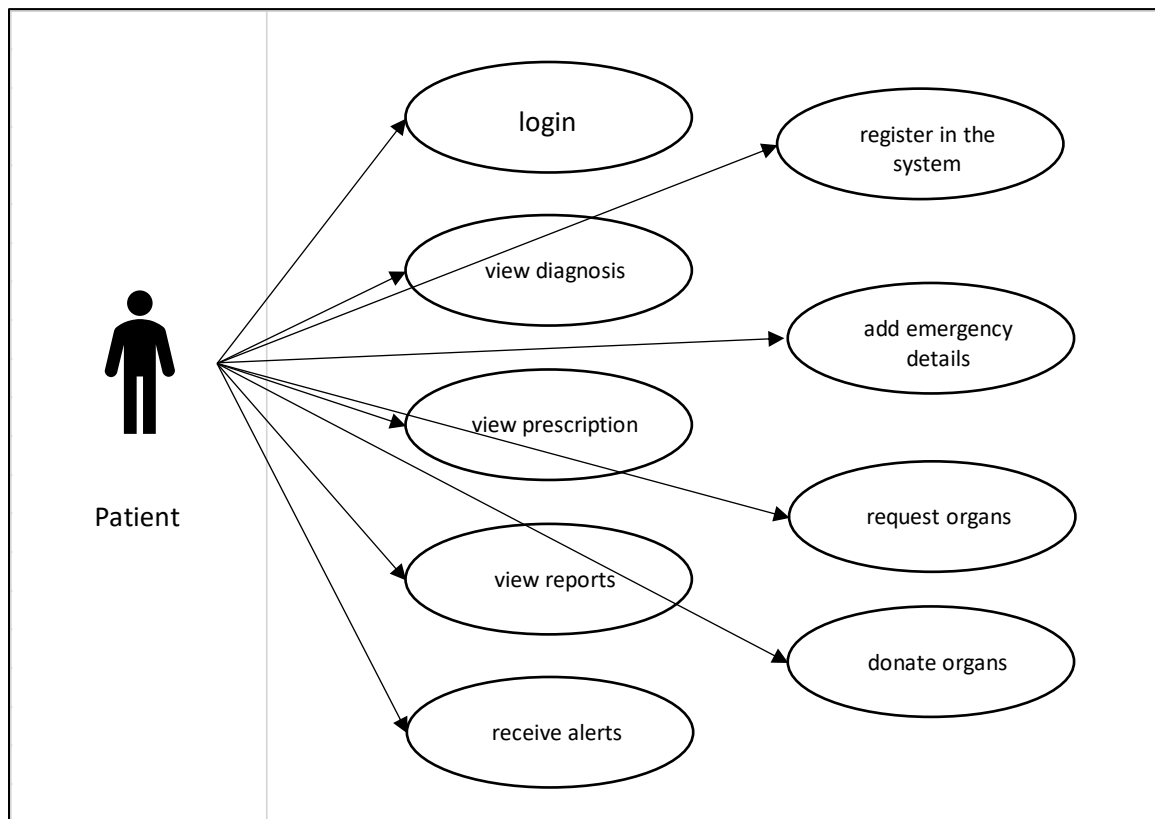 login
register in the
system
view diagnosis
add emergency
details
view prescription
Patient
request organs
view reports
donate organs
receive alerts